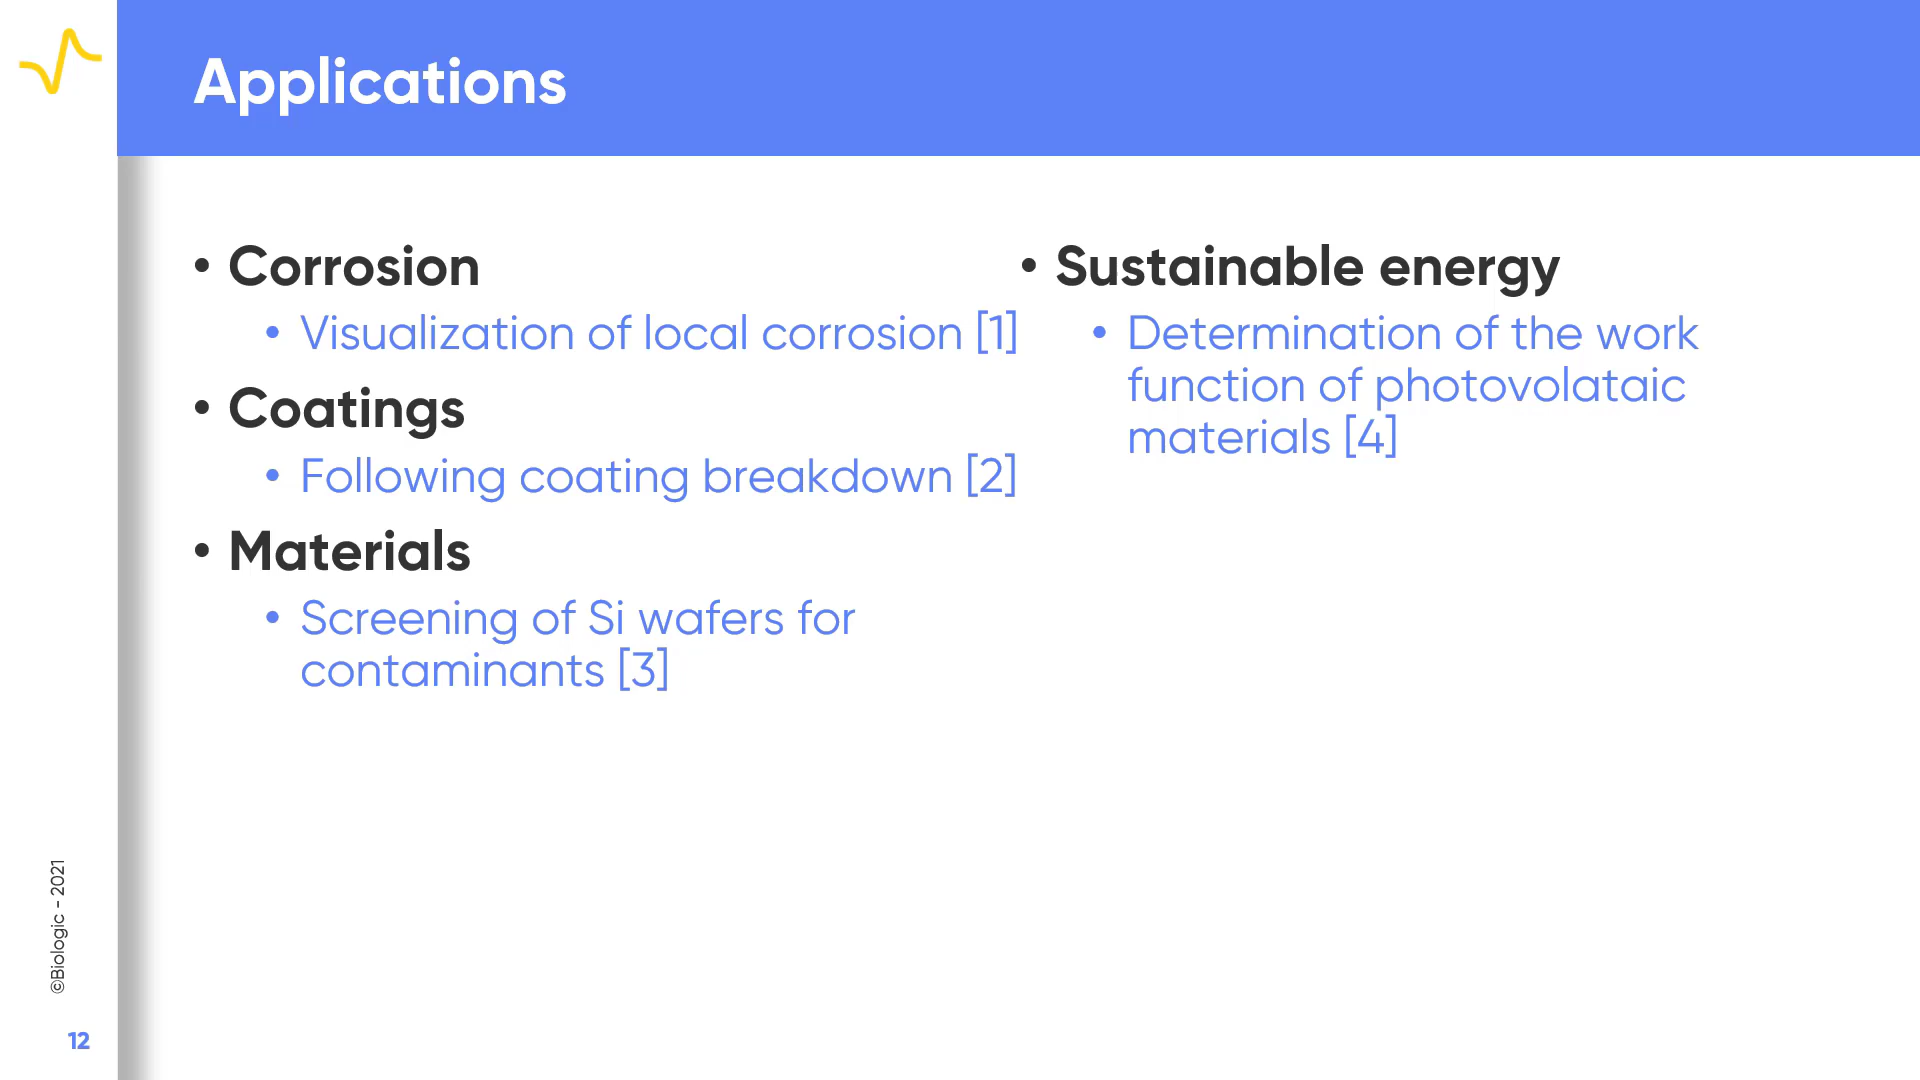 Applications
• Corrosion
• Visualization of local corrosion [1]
• Coatings
• Following coating breakdown [2]
• Materials
• Screening of Si wafers for
contaminants [3]
• Sustainable energy
• Determination of the work
function of photovolataic
materials [4]
©Biologic - 2021
12